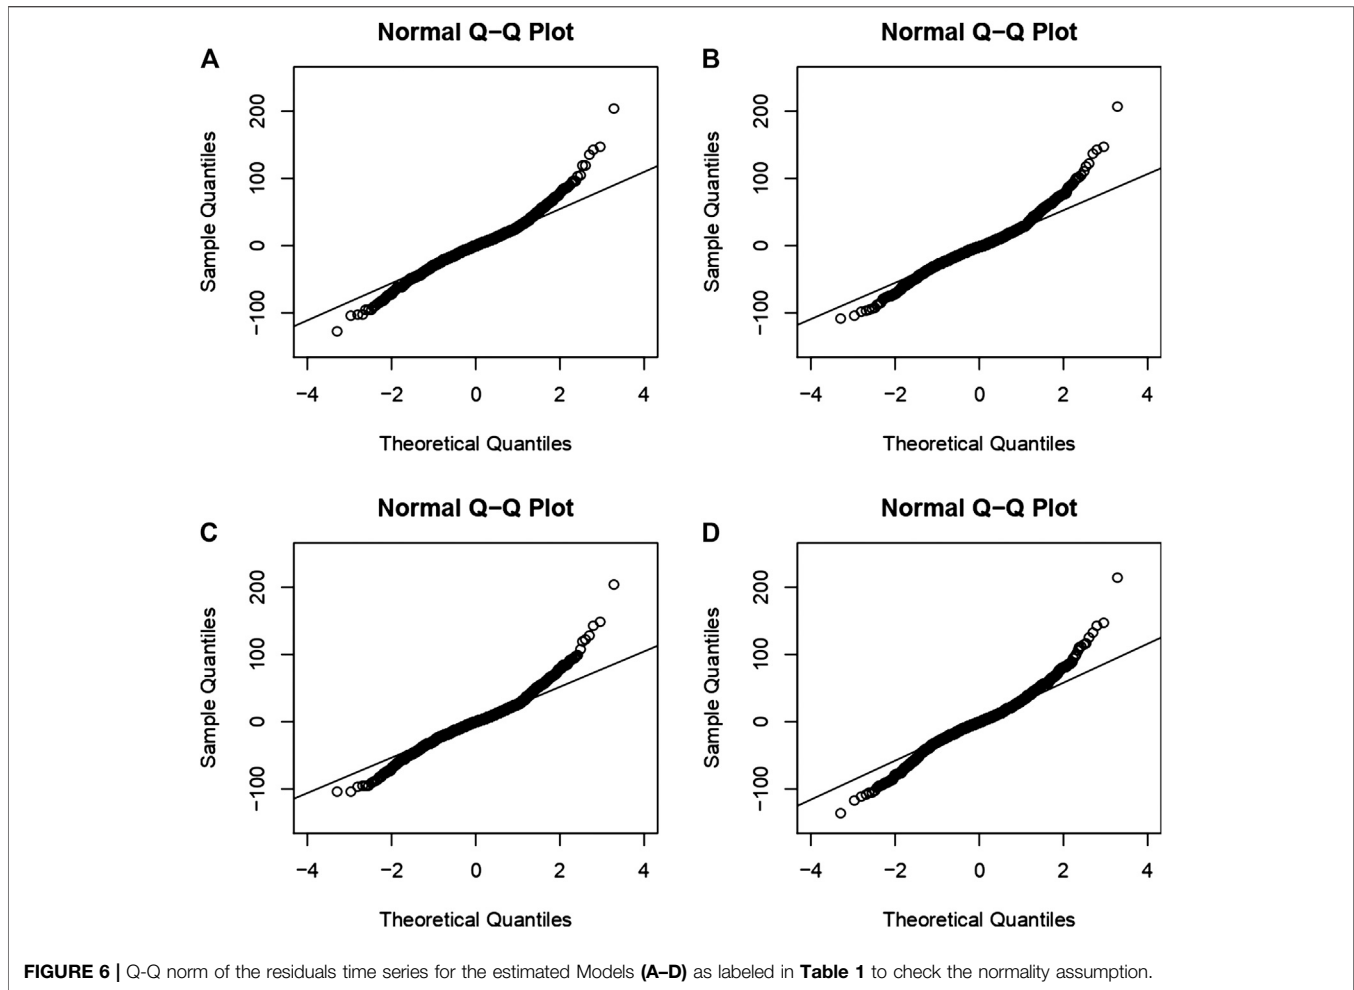 Normal Q−Q Plot
A
Sample Quantiles
200
100
0
−100
−4 −2 0 2 4
Theoretical Quantiles
Normal Q−Q Plot
B
Sample Quantiles
200
100
0
−100
−4 −2 0 2 4
Theoretical Quantiles
Normal Q−Q Plot
C
Sample Quantiles
200
100
0
−100
−4 −2 0 2 4
Theoretical Quantiles
Normal Q−Q Plot
D
Sample Quantiles
200
100
0
−100
−4 −2 0 2 4
Theoretical Quantiles
FIGURE 6 | Q-Q norm of the residuals time series for the estimated Models (A–D) as labeled in Table 1 to check the normality assumption.